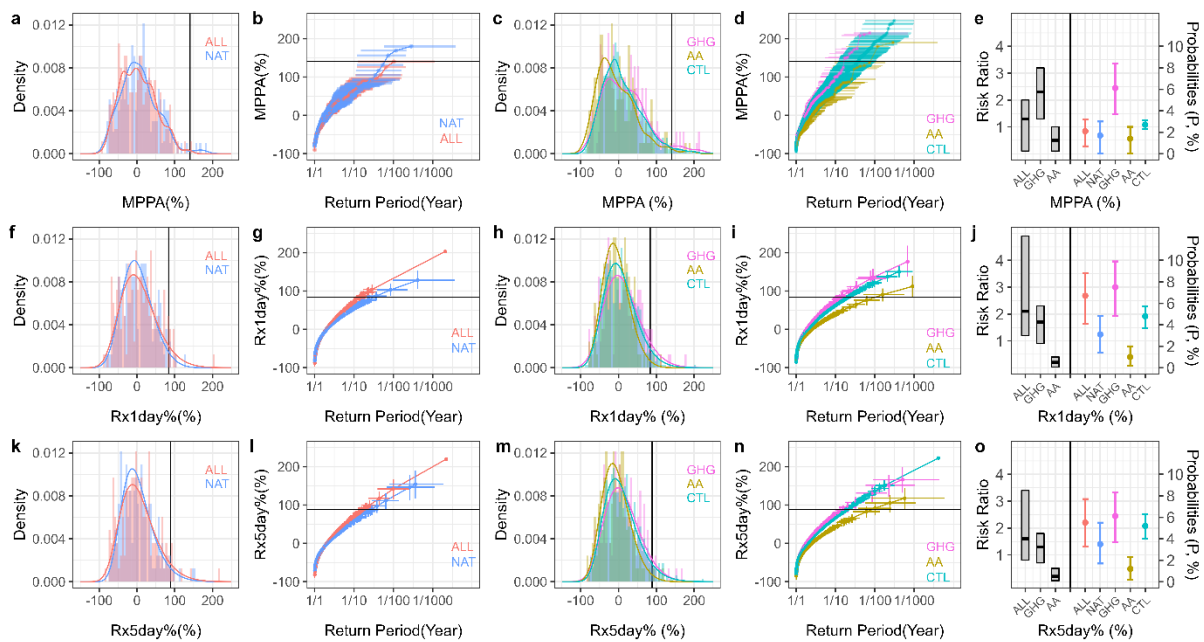 a b c d e
Density
0.012
0.008
0.004
0.000
ALL
NAT
-100 0 100 200
MPPA(%)
MPPA(%)
200
100
0
-100
NAT
ALL
1/1 1/10 1/100 1/1000
Return Period(Year)
Density
0.012
0.008
0.004
0.000
GHG
AA
CTL
-100 0 100 200
MPPA (%)
MPPA(%)
200
100
0
-100
GHG
AA
CTL
1/1 1/10 1/100 1/1000
Return Period(Year)
Risk Ratio
4
3
2
1
Probabilities (P, %)
10
8
6
4
2
0
ALL GHG AA ALL NAT GHG AA CTL
MPPA (%)
f g h i j
Density
0.012
0.008
0.004
0.000
ALL
NAT
-100 0 100 200
Rx1day%(%)
Rx1day%(%)
200
100
0
-100
ALL
NAT
1/1 1/10 1/100 1/1000
Return Period(Year)
Density
0.012
0.008
0.004
0.000
GHG
AA
CTL
-100 0 100 200
Rx1day%(%)
Rx1day%(%)
200
100
0
-100
GHG
AA
CTL
1/1 1/10 1/100 1/1000
Return Period(Year)
Risk Ratio
4
3
2
1
Probabilities (P, %)
10
8
6
4
2
0
ALL GHG AA ALL NAT GHG AA CTL
Rx1day% (%)
k l m n o
Density
0.012
0.008
0.004
0.000
ALL
NAT
-100 0 100 200
Rx5day%(%)
Rx5day%(%)
200
100
0
-100
ALL
NAT
1/1 1/10 1/100 1/1000
Return Period(Year)
Density
0.012
0.008
0.004
0.000
GHG
AA
CTL
-100 0 100 200
Rx5day%(%)
Rx5day%(%)
200
100
0
-100
GHG
AA
CTL
1/1 1/10 1/100 1/1000
Return Period(Year)
Risk Ratio
4
3
2
1
Probabilities (P, %)
10
8
6
4
2
0
ALL GHG AA ALL NAT GHG AA CTL
Rx5day% (%)